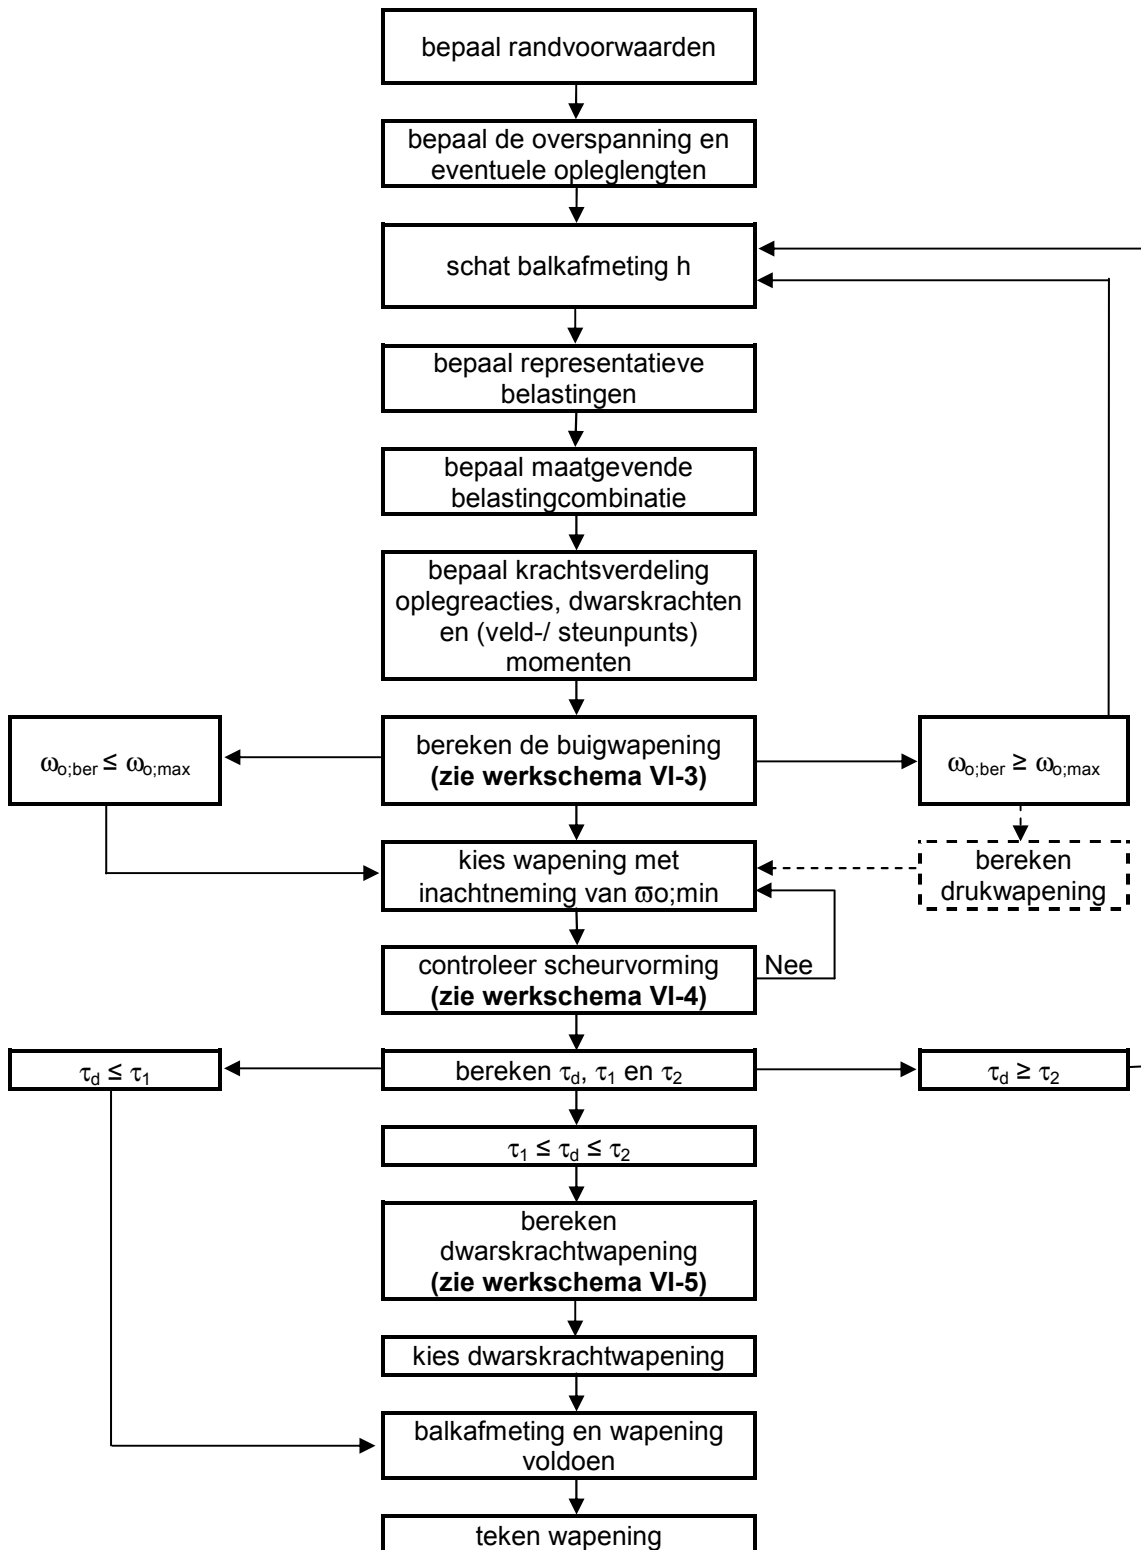 bepaal randvoorwaarden
bepaal de overspanning en
eventuele opleglengten
schat balkafmeting h
bepaal representatieve
belastingen
bepaal maatgevende
belastingcombinatie
bepaal krachtsverdeling
oplegreacties, dwarskrachten
en (veld-/ steunpunts)
momenten
ω₀;ber ≤ ω₀;max
bereken de buigwapening
(zie werkschema VI-3)
ω₀;ber ≥ ω₀;max
kies wapening met
inachtneming van ϖo;min
bereken
drukwapening
controleer scheurvorming
(zie werkschema VI-4)
Nee
τd ≤ τ1
bereken τd, τ1 en τ2
τd ≥ τ2
τ1 ≤ τd ≤ τ2
bereken
dwarskrachtwapening
(zie werkschema VI-5)
kies dwarskrachtwapening
balkafmeting en wapening
voldoen
teken wapening